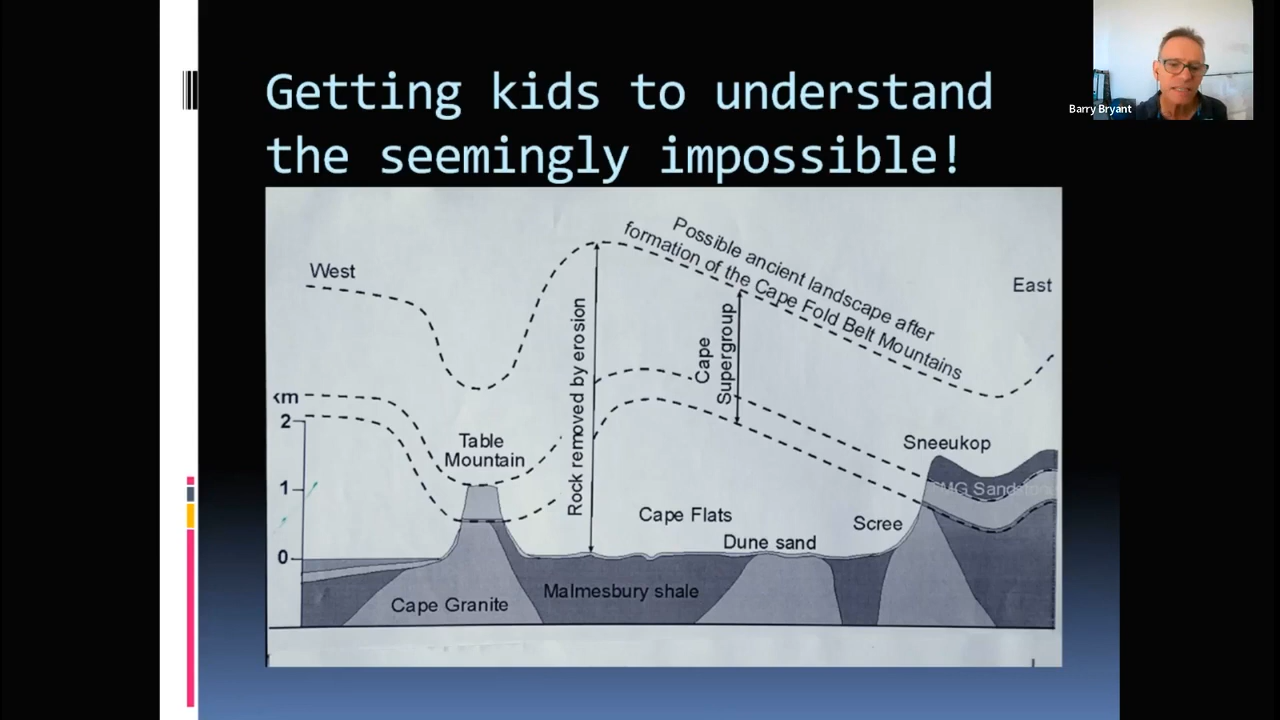 Getting kids to understand
the seemingly impossible!
Barry Bryant
West
East
Possible ancient landscape after
formation of the Cape Fold Belt Mountains
Rock removed by erosion
Cape
Supergroup
km
2
1
0
Table
Mountain
Sneeukop
Cape Flats
Scree
Dune sand
Malmesbury shale
Cape Granite